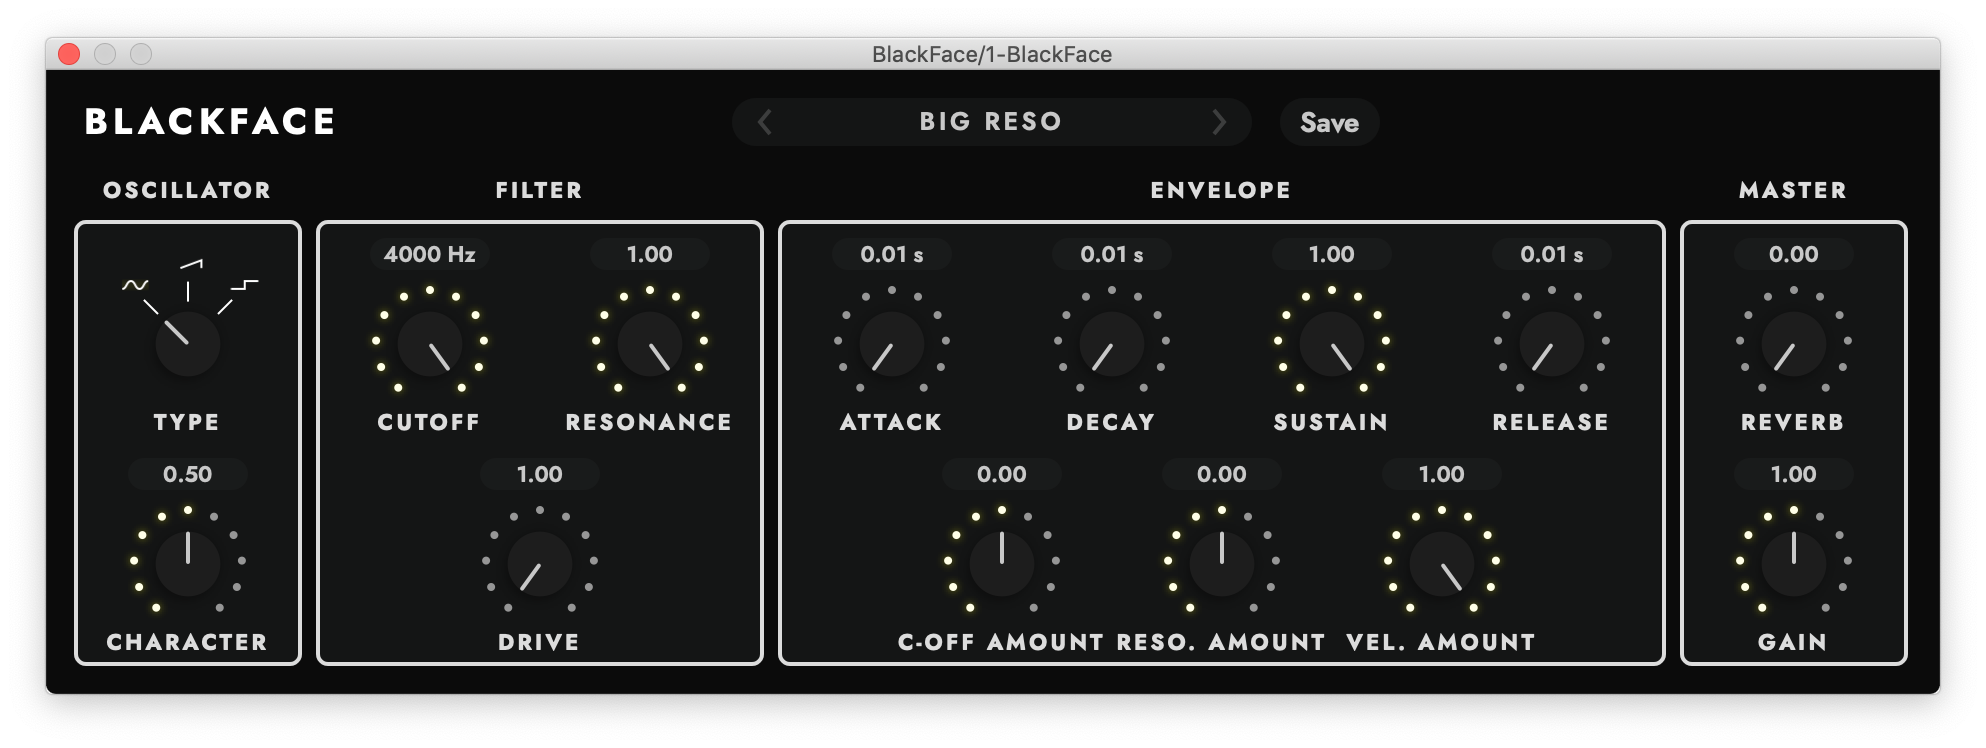 BlackFace/1-BlackFace
BLACKFACE
BIG RESO
Save
OSCILLATOR
FILTER
ENVELOPE
MASTER
4000 Hz
1.00
0.01 s
0.01 s
1.00
0.01 s
0.00
TYPE
CUTOFF
RESONANCE
ATTACK
DECAY
SUSTAIN
RELEASE
REVERB
0.50
1.00
0.00
0.00
1.00
1.00
CHARACTER
DRIVE
C-OFF AMOUNT
RESO. AMOUNT
VEL. AMOUNT
GAIN